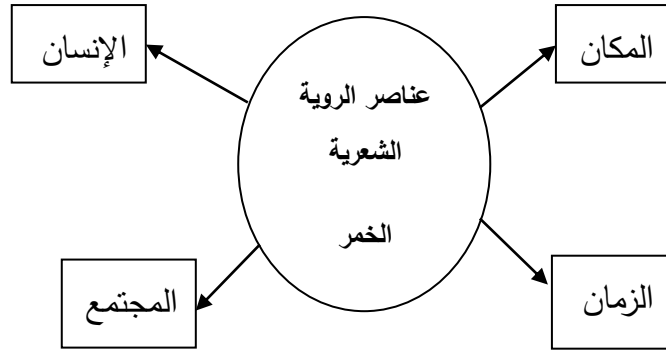 المكان
الإنسان
عناصر الروية
الشعرية
الخمر
الزمان
المجتمع